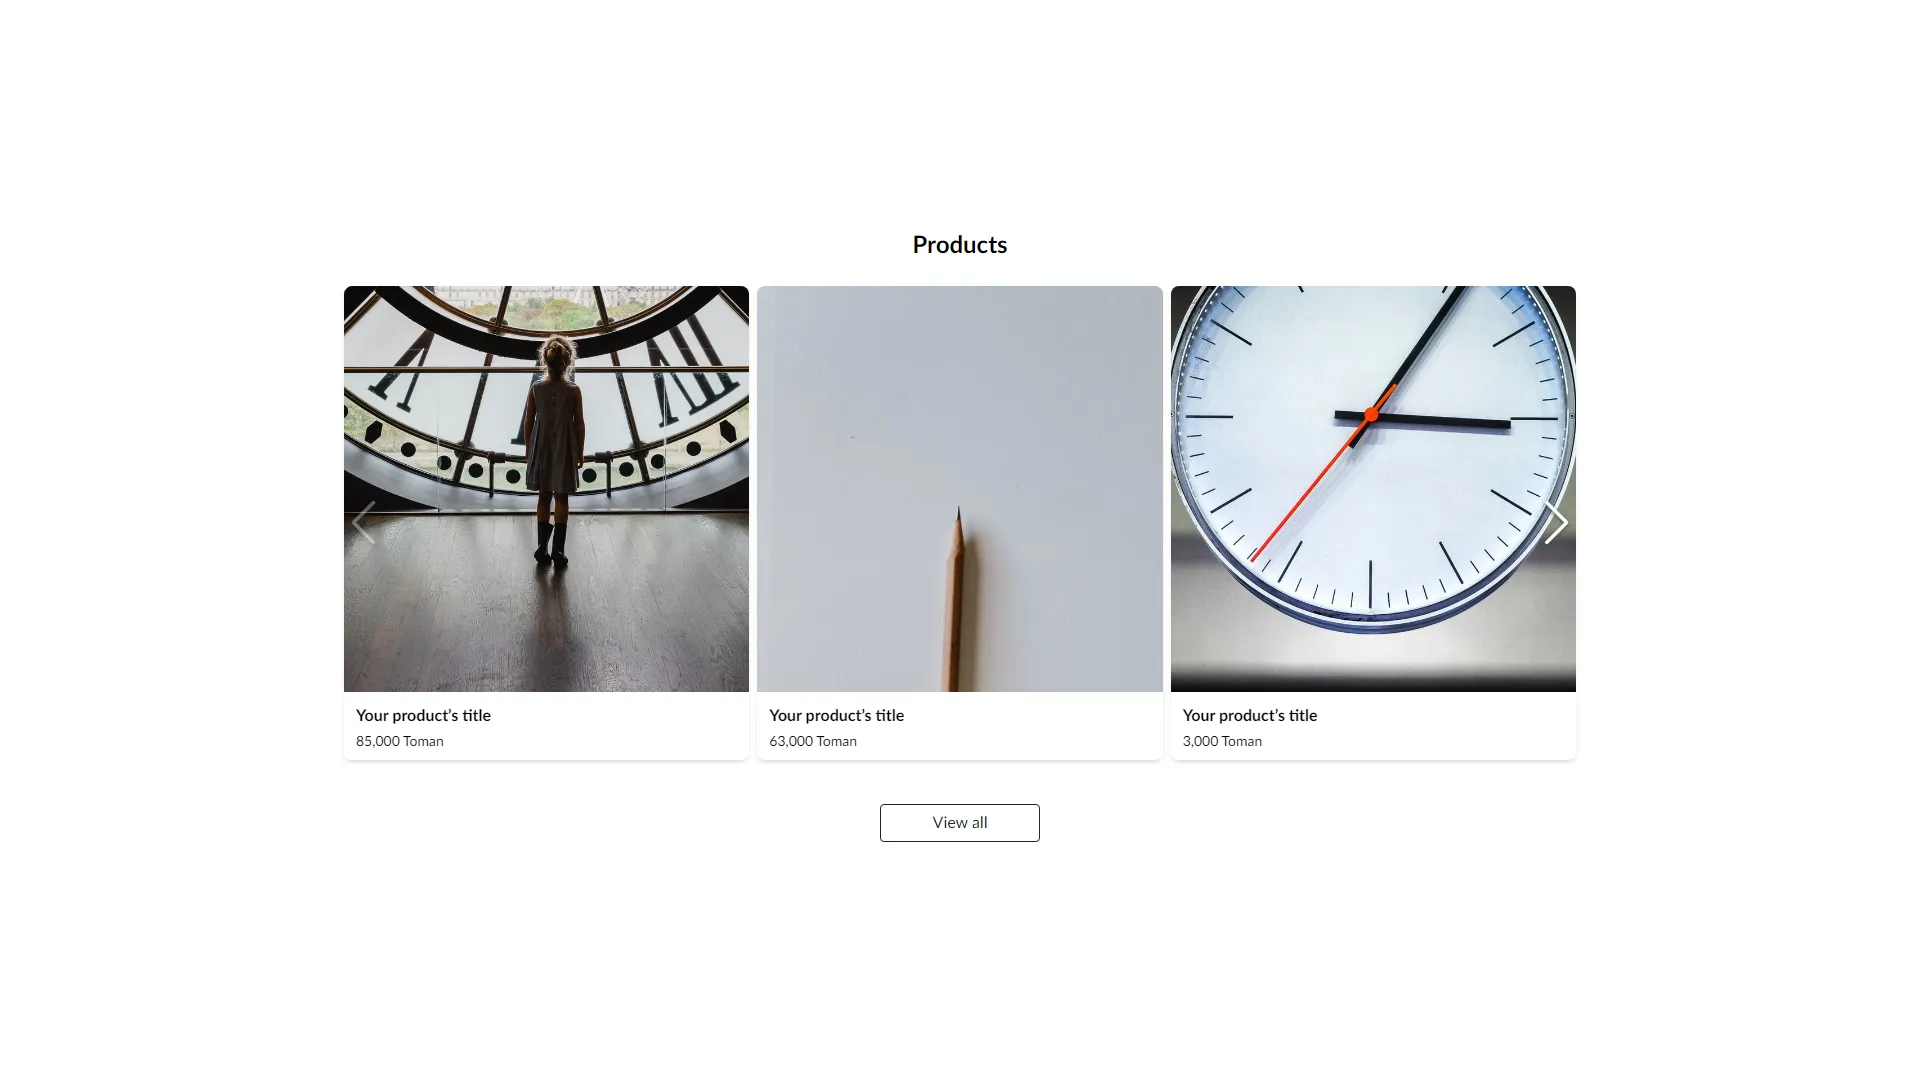 Products
Your product’s title
85,000 Toman
Your product’s title
63,000 Toman
Your product’s title
3,000 Toman
View all